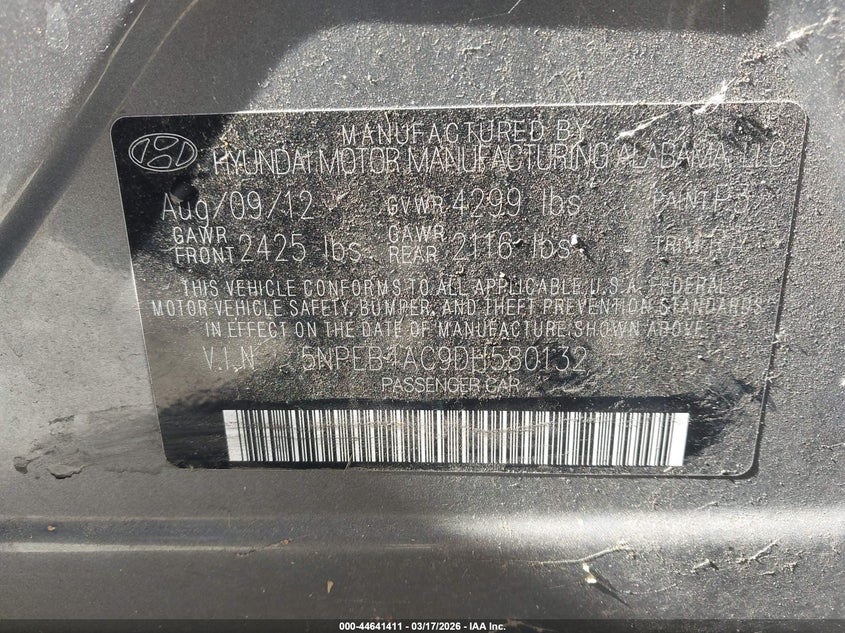 MANUFACTURED BY
HYUNDAI MOTOR MANUFACTURING ALABAMA, LLC
Aug/09/12 GVWR 4299 lbs PAINT P3
GAWR FRONT 2425 lbs GAWR REAR 2116 lbs TRIM
THIS VEHICLE CONFORMS TO ALL APPLICABLE U.S.A. FEDERAL
MOTOR VEHICLE SAFETY, BUMPER, AND THEFT PREVENTION STANDARDS
IN EFFECT ON THE DATE OF MANUFACTURE SHOWN ABOVE
V.I.N 5NPEB4AC9DH580132
PASSENGER CAR
000-44641411 — 03/17/2026 — IAA Inc.